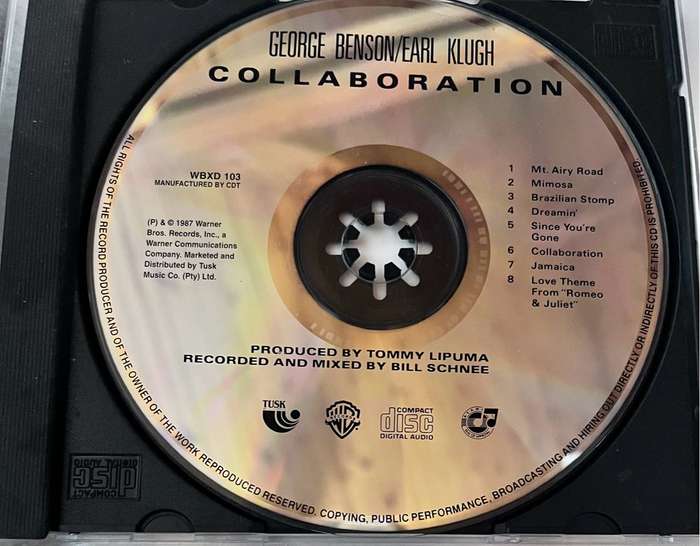 GEORGE BENSON/EARL KLUGH
COLLABORATION
WBXD 103
MANUFACTURED BY CDT
(P) & © 1987 Warner
Bros. Records, Inc., a
Warner Communications
Company. Marketed and
Distributed by Tusk
Music Co. (Pty) Ltd.
1 Mt. Airy Road
2 Mimosa
3 Brazilian Stomp
4 Dreamin'
5 Since You're
Gone
6 Collaboration
7 Jamaica
8 Love Theme
From "Romeo
& Juliet"
PRODUCED BY TOMMY LIPUMA
RECORDED AND MIXED BY BILL SCHNEE
TUSK
COMPACT
disc
DIGITAL AUDIO
ALL RIGHTS OF THE RECORD PRODUCER AND OF THE OWNER OF THE WORK REPRODUCED RESERVED. COPYING, PUBLIC PERFORMANCE, BROADCASTING AND HIRING OUT DIRECTLY OR INDIRECTLY OF THIS CD IS PROHIBITED.
COMPACT
disc
DIGITAL AUDIO